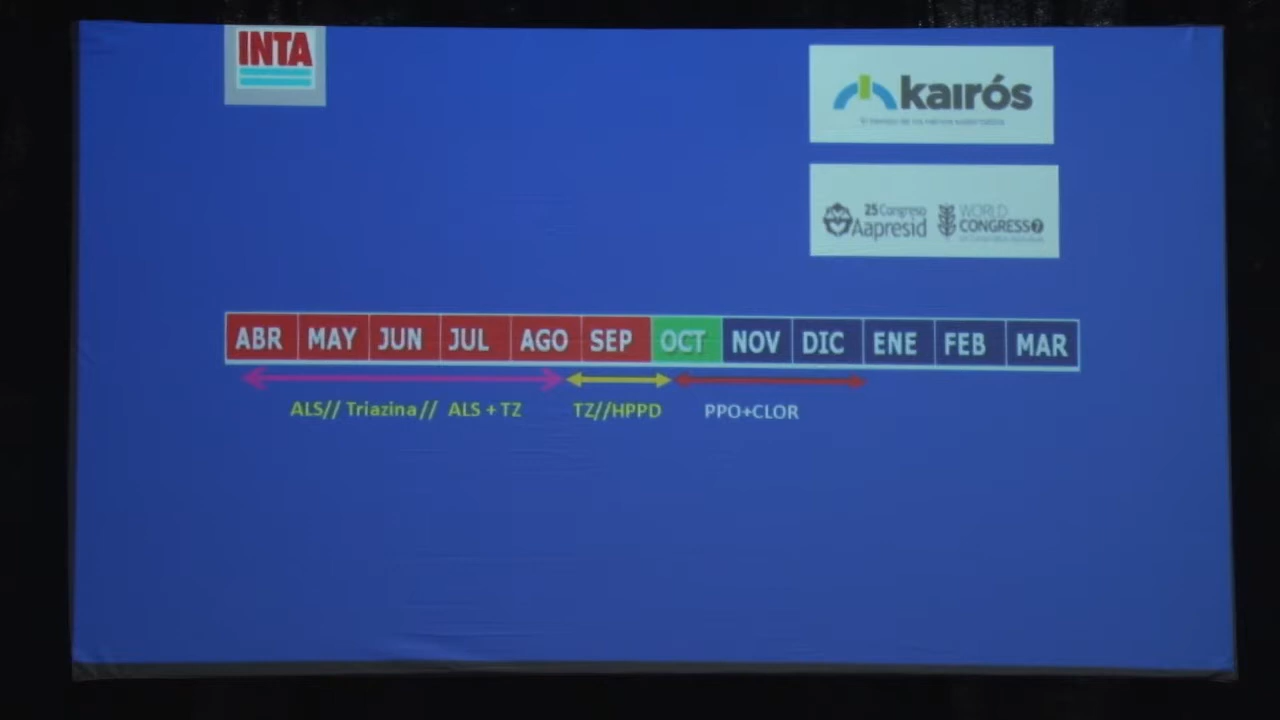 INTA
kairós
25 Congreso
Aapresid
WORLD
CONGRESS
ABR MAY JUN JUL AGO SEP OCT NOV DIC ENE FEB MAR
ALS// Triazina// ALS + TZ TZ//HPPD PPO+CLOR